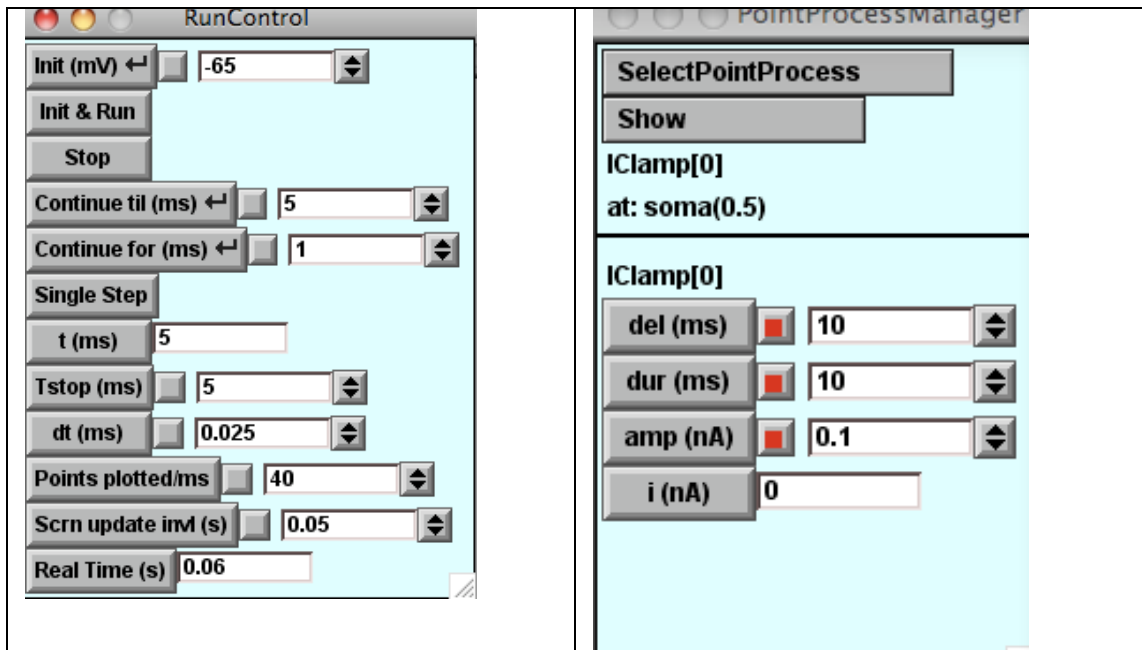 RunControl
Init (mV) -65
Init & Run
Stop
Continue til (ms) 5
Continue for (ms) 1
Single Step
t (ms) 5
Tstop (ms) 5
dt (ms) 0.025
Points plotted/ms 40
Scrn update invl (s) 0.05
Real Time (s) 0.06
PointProcessManager
SelectPointProcess
Show
IClamp[0]
at: soma(0.5)
IClamp[0]
del (ms) 10
dur (ms) 10
amp (nA) 0.1
i (nA) 0